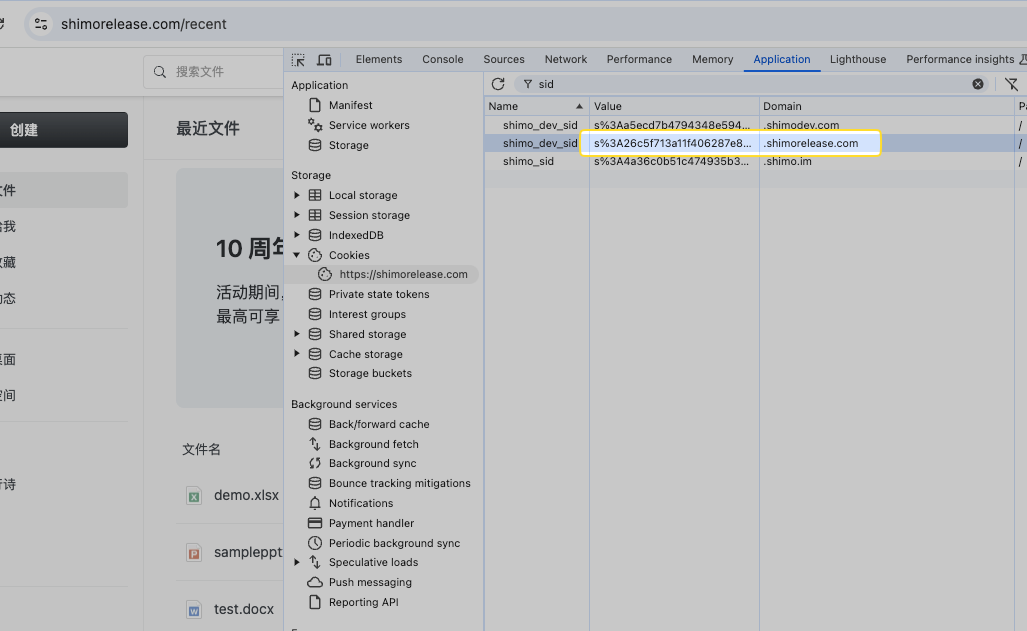 shimorelease.com/recent
Elements Console Sources Network Performance Memory Application Lighthouse Performance insights
搜索文件
创建
最近文件
文件
给我
收藏
动态
桌面
空间
10 周年
活动期间,
最高可享
文件名
demo.xlsx
sampleppt
test.docx
Application
Manifest
Service workers
Storage
Storage
Local storage
Session storage
IndexedDB
Cookies
https://shimorelease.com
Private state tokens
Interest groups
Shared storage
Cache storage
Storage buckets
Background services
Back/forward cache
Background fetch
Background sync
Bounce tracking mitigations
Notifications
Payment handler
Periodic background sync
Speculative loads
Push messaging
Reporting API
sid
Name Value Domain
shimo_dev_sid s%3Aa5ecd7b4794348e594... .shimodev.com /
shimo_dev_sid s%3A26c5f713a11f406287e8... .shimorelease.com /
shimo_sid s%3A4a36c0b51c474935b3... .shimo.im /